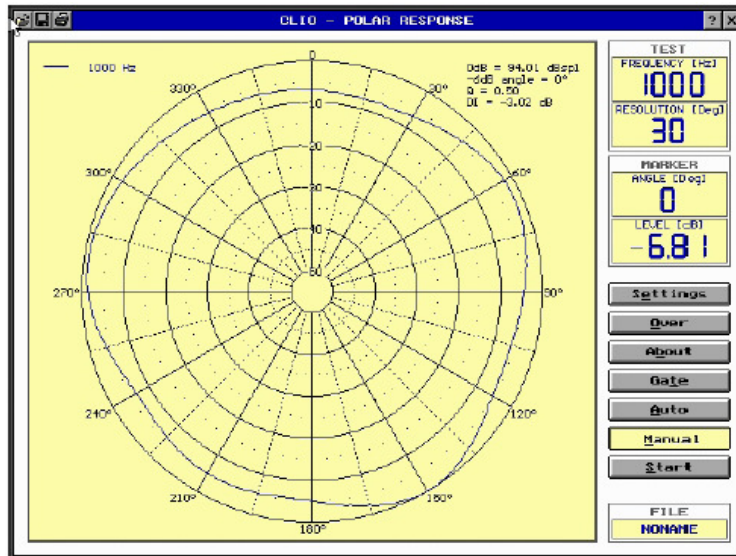 CLIO - POLAR RESPONSE
? X
1000 Hz
0dB = 94.01 dBspl
-6dB angle = 0°
Q = 0.50
DI = -3.02 dB
0
330°
30°
10
300°
20
60°
30
40
50
270°
90°
240°
120°
210°
150°
180°
TEST
FREQUENCY [Hz]
1000
RESOLUTION [Deg]
30
MARKER
ANGLE [Deg]
0
LEVEL [dB]
-6.81
Settings
Over
About
Gate
Auto
Manual
Start
FILE
NONAME